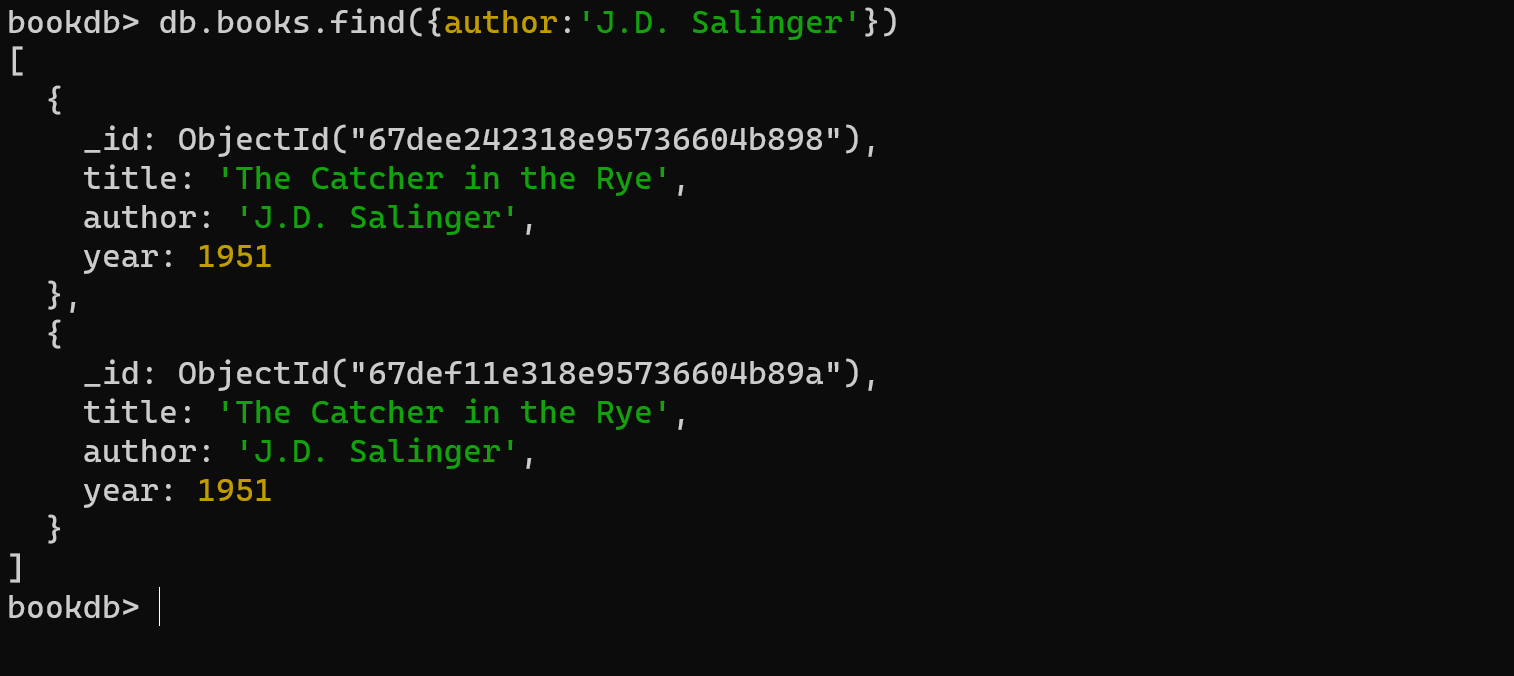 bookdb> db.books.find({author:'J.D. Salinger'})
[
  {
    _id: ObjectId("67dee242318e95736604b898"),
    title: 'The Catcher in the Rye',
    author: 'J.D. Salinger',
    year: 1951
  },
  {
    _id: ObjectId("67def11e318e95736604b89a"),
    title: 'The Catcher in the Rye',
    author: 'J.D. Salinger',
    year: 1951
  }
]
bookdb>